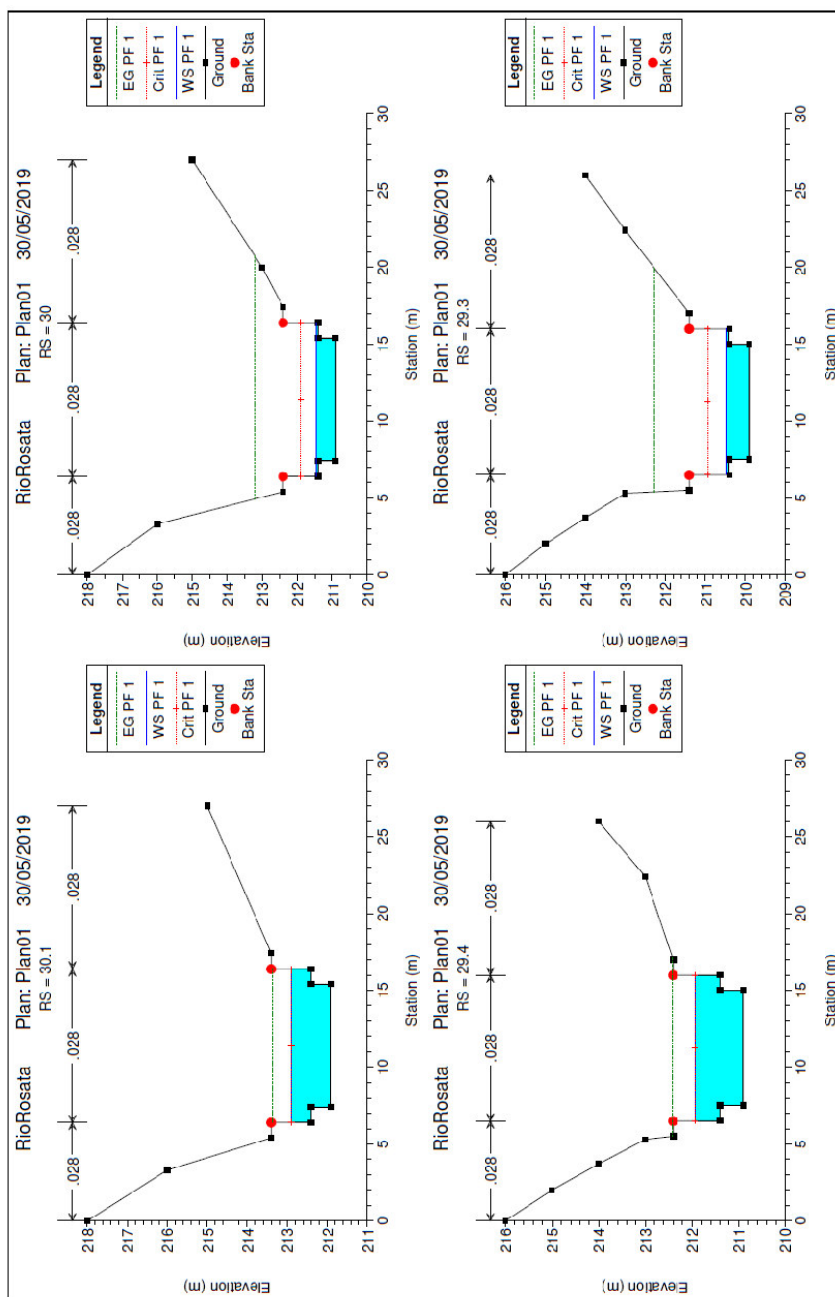 RioRosata Plan: Plan01 30/05/2019
RS = 30.1
.028 .028 .028
Legend
EG PF 1
WS PF 1
Crit PF 1
Ground
Bank Sta
218
217
216
215
214
213
212
211
Elevation (m)
0 5 10 15 20 25 30
Station (m)
RioRosata Plan: Plan01 30/05/2019
RS = 30
.028 .028 .028
Legend
EG PF 1
Crit PF 1
WS PF 1
Ground
Bank Sta
218
217
216
215
214
213
212
211
210
Elevation (m)
0 5 10 15 20 25 30
Station (m)
RioRosata Plan: Plan01 30/05/2019
RS = 29.4
.028 .028 .028
Legend
EG PF 1
WS PF 1
Crit PF 1
Ground
Bank Sta
216
215
214
213
212
211
210
Elevation (m)
0 5 10 15 20 25 30
Station (m)
RioRosata Plan: Plan01 30/05/2019
RS = 29.3
.028 .028 .028
Legend
EG PF 1
Crit PF 1
WS PF 1
Ground
Bank Sta
216
215
214
213
212
211
210
209
Elevation (m)
0 5 10 15 20 25 30
Station (m)